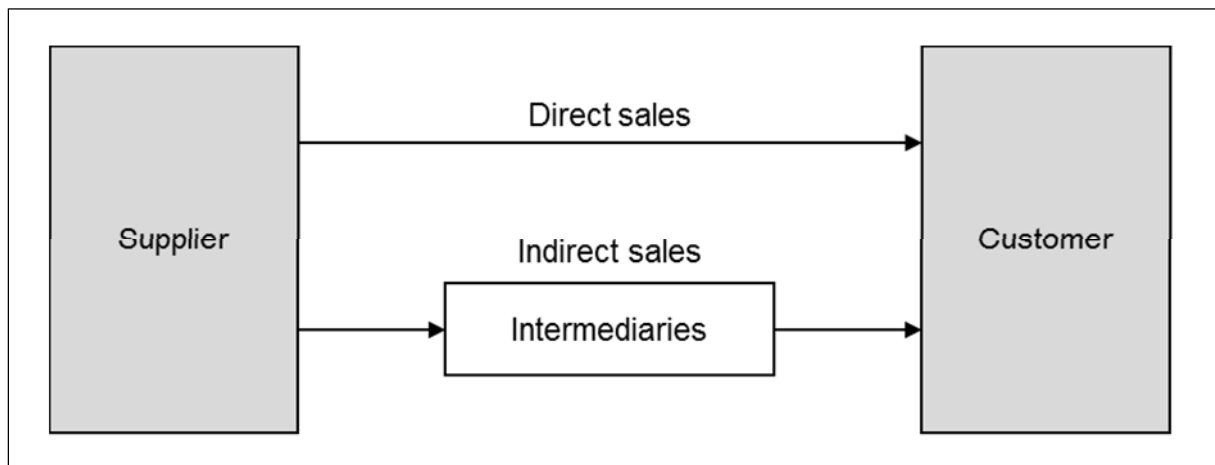 Direct sales
Supplier
Customer
Indirect sales
Intermediaries